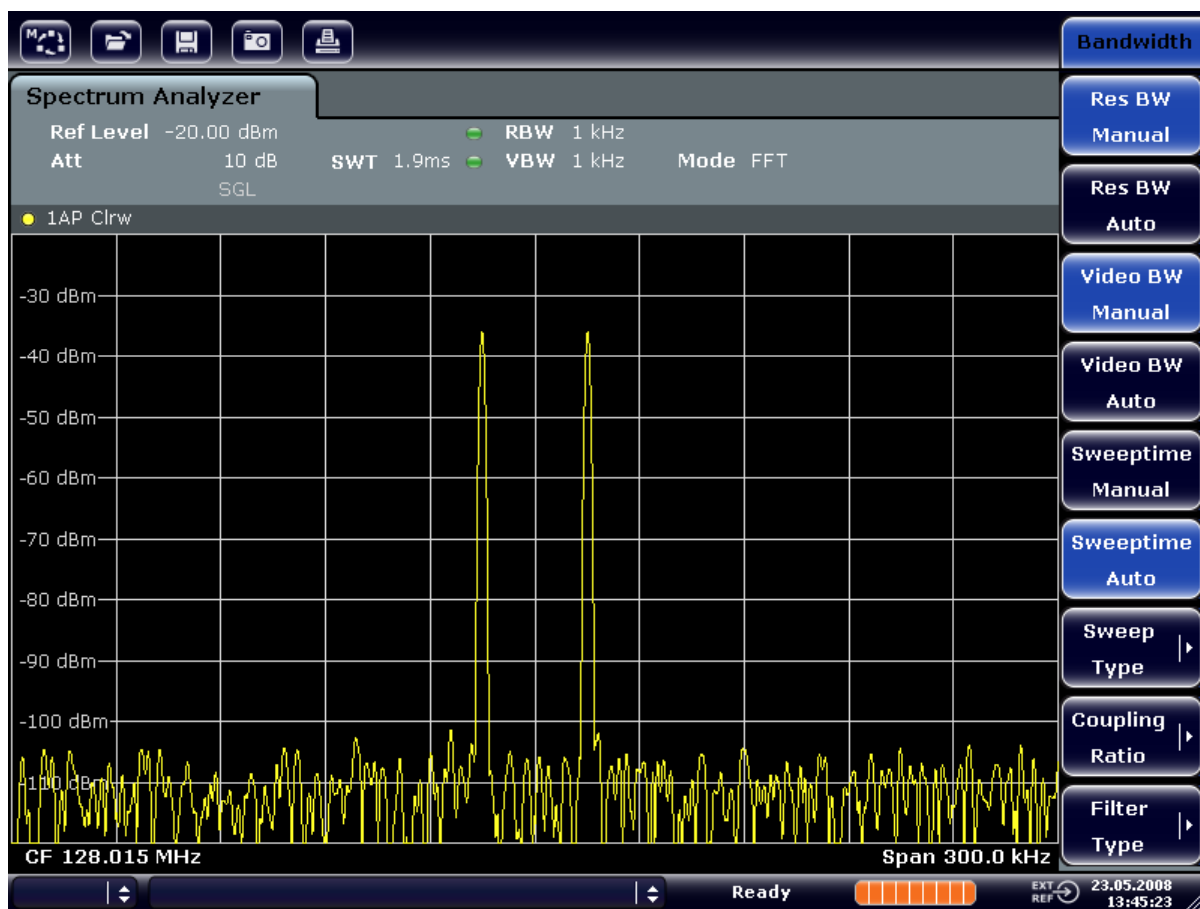 M
Bandwidth
Spectrum Analyzer
Ref Level -20.00 dBm RBW 1 kHz
Att 10 dB SWT 1.9ms VBW 1 kHz Mode FFT
SGL
1AP Clrw
-30 dBm
-40 dBm
-50 dBm
-60 dBm
-70 dBm
-80 dBm
-90 dBm
-100 dBm
-110 dBm
CF 128.015 MHz Span 300.0 kHz
Res BW
Manual
Res BW
Auto
Video BW
Manual
Video BW
Auto
Sweeptime
Manual
Sweeptime
Auto
Sweep
Type
Coupling
Ratio
Filter
Type
Ready
EXT
REF
23.05.2008
13:45:23